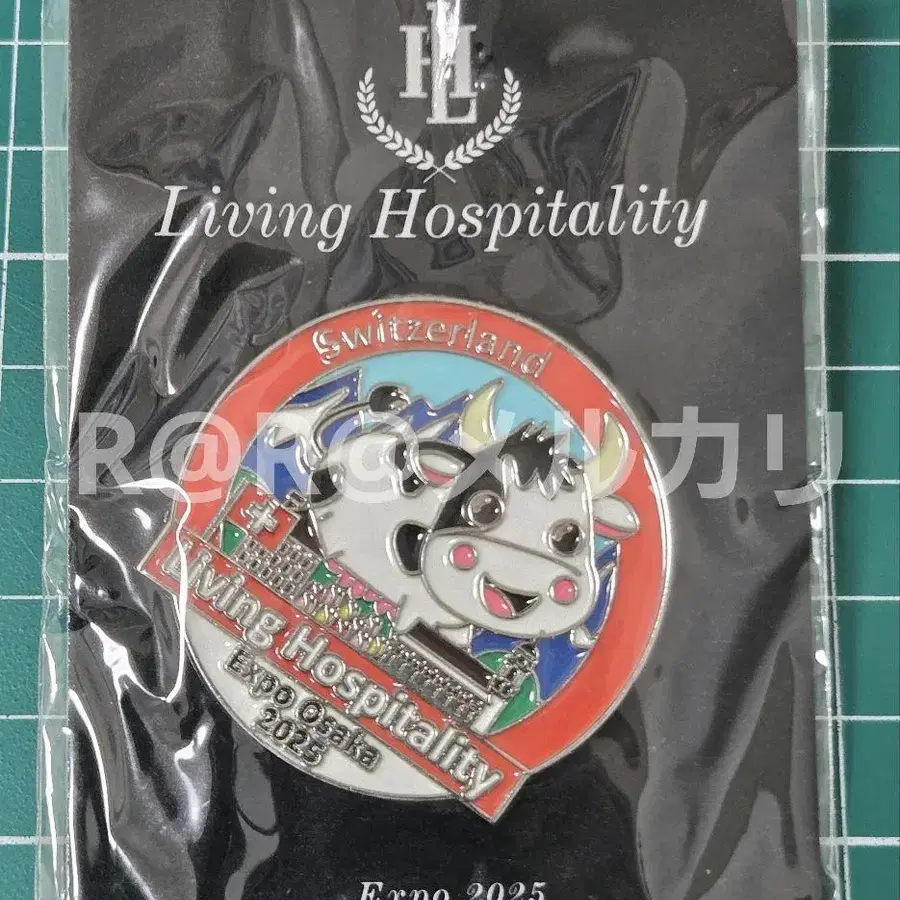 HL
Living Hospitality
Switzerland
R@R@メルカリ
Living Hospitality
Expo Osaka
2025
Expo 2025